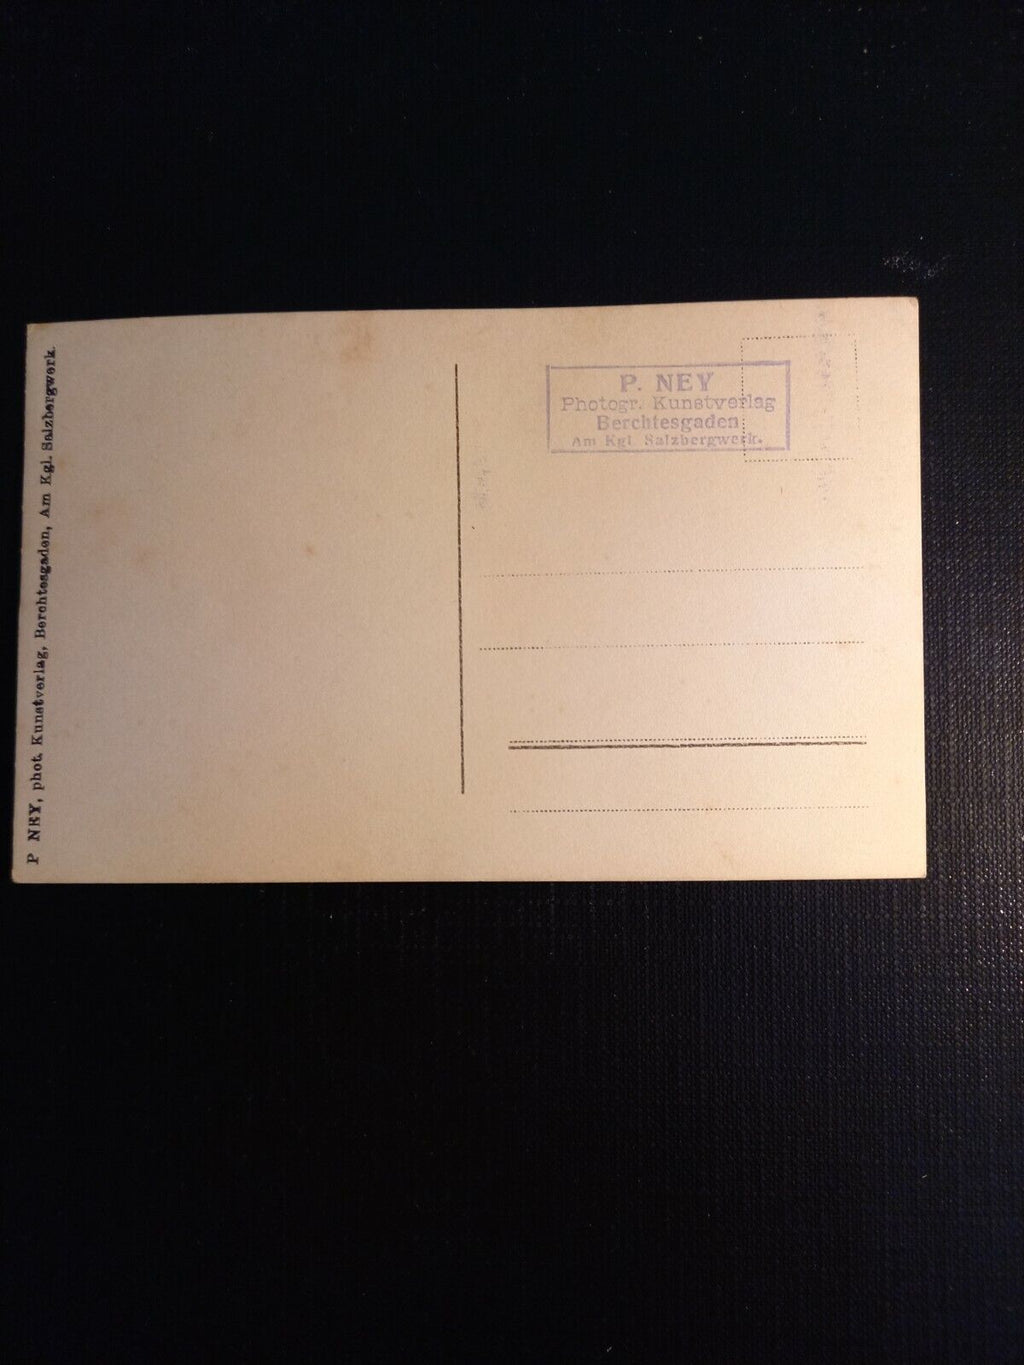 P NEY, phot. Kunstverlag, Berchtesgaden, Am Kgl. Salzbergwerk.
P. NEY
Photogr. Kunstverlag
Berchtesgaden
Am Kgl. Salzbergwerk.